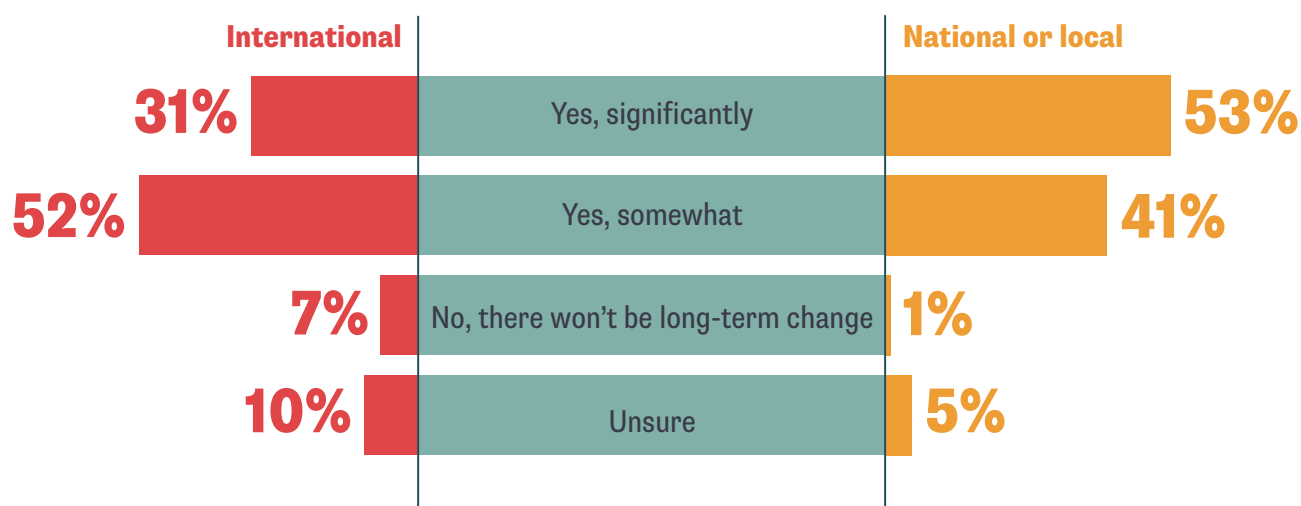 International National or local
31% Yes, significantly 53%
52% Yes, somewhat 41%
7% No, there won’t be long-term change 1%
10% Unsure 5%